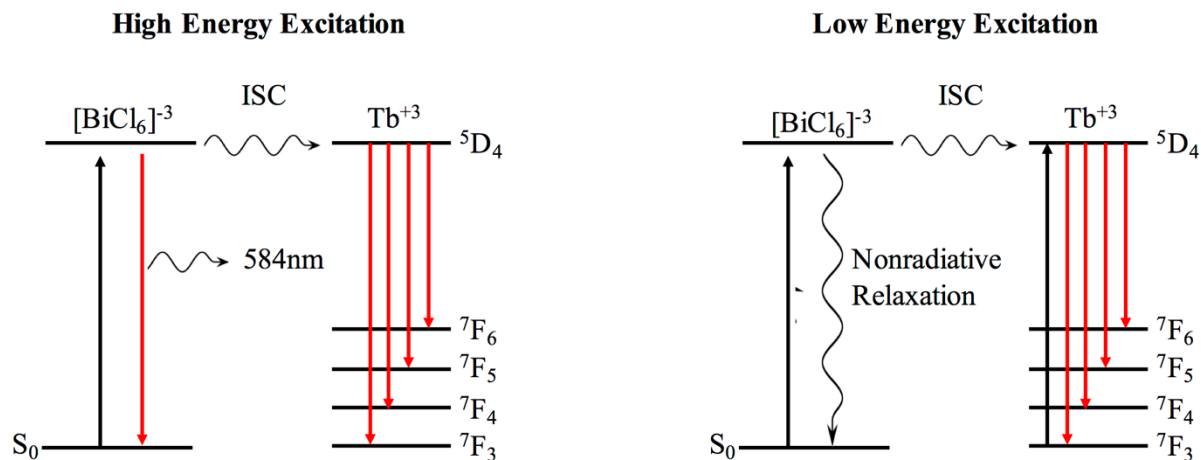 High Energy Excitation
ISC
[BiCl₆]⁻³
Tb⁺³
⁵D₄
584nm
⁷F₆
⁷F₅
⁷F₄
S₀
⁷F₃
Low Energy Excitation
ISC
[BiCl₆]⁻³
Tb⁺³
⁵D₄
Nonradiative
Relaxation
⁷F₆
⁷F₅
⁷F₄
S₀
⁷F₃